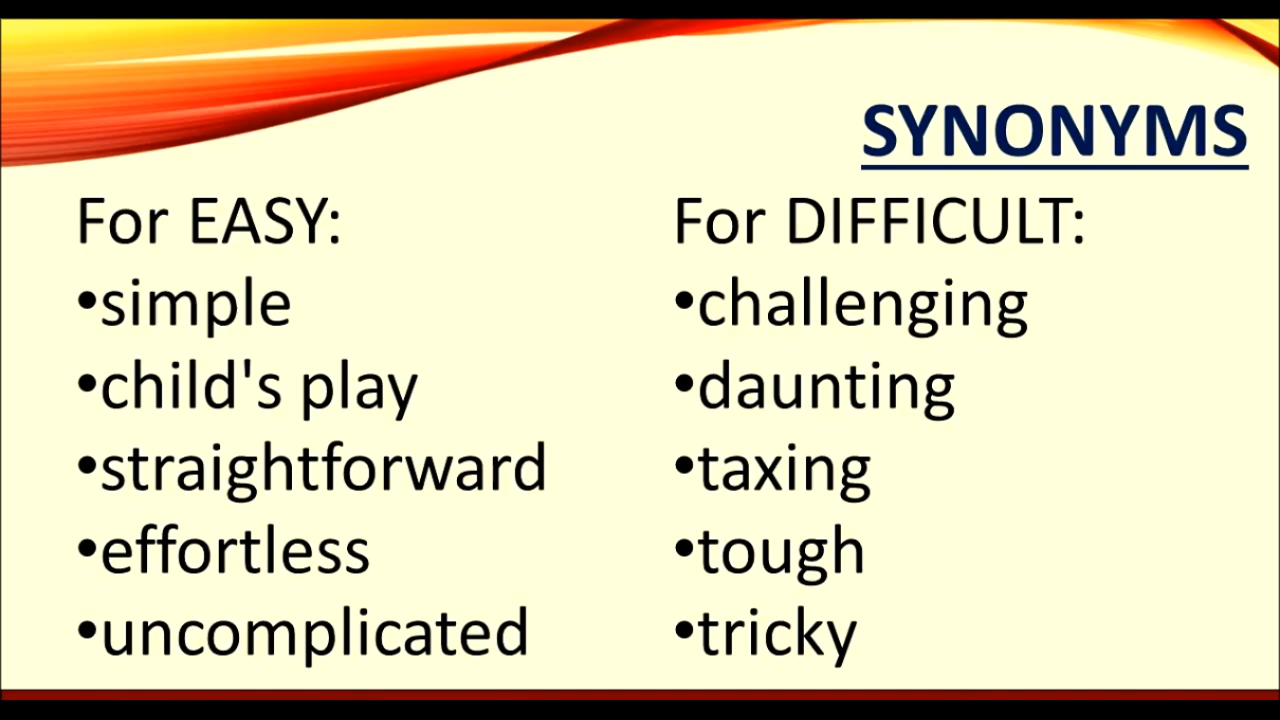 SYNONYMS
For EASY:
•simple
•child's play
•straightforward
•effortless
•uncomplicated
For DIFFICULT:
•challenging
•daunting
•taxing
•tough
•tricky